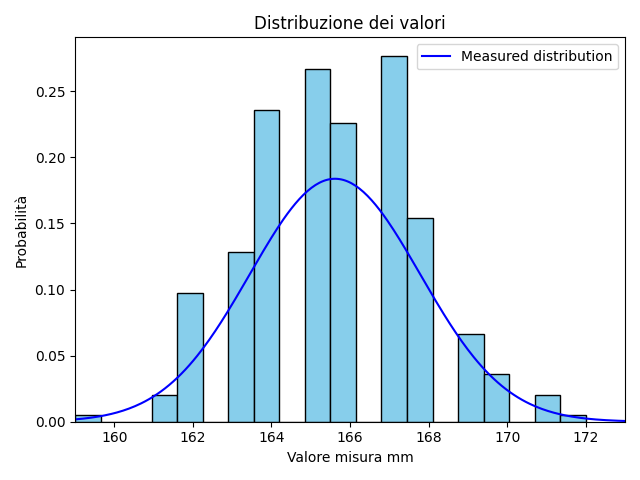 Distribuzione dei valori
Measured distribution
Probabilità
0.25
0.20
0.15
0.10
0.05
0.00
160 162 164 166 168 170 172
Valore misura mm